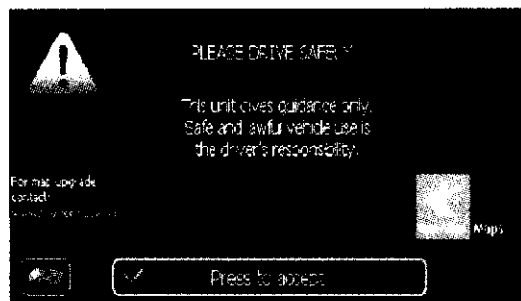 PLEASE DRIVE SAFELY
This unit gives guidance only.
Safe and lawful vehicle use is
the driver's responsibility.
For map upgrade
contact:
Maps
Press to accept